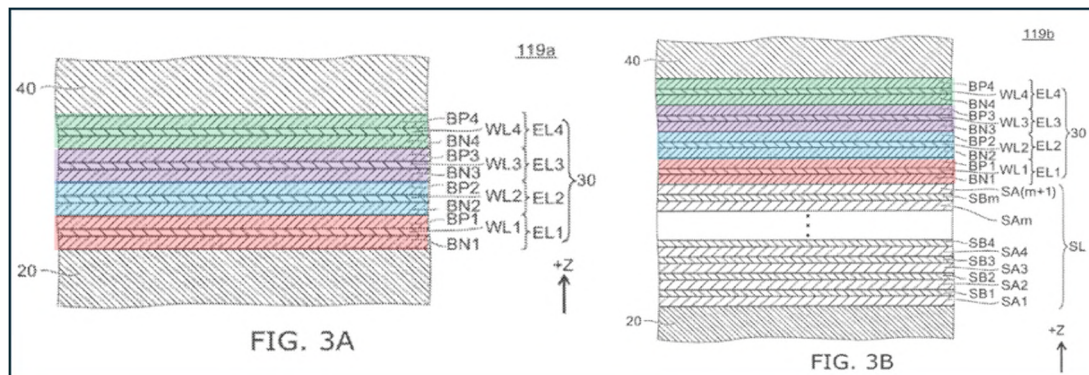 119a
40
BP4
WL4
EL4
BN4
BP3
WL3
EL3
BN3
30
BP2
WL2
EL2
BN2
BP1
WL1
EL1
BN1
20
+Z
FIG. 3A
119b
40
BP4
WL4
EL4
BN4
BP3
WL3
EL3
BN3
30
BP2
WL2
EL2
BN2
BP1
WL1
EL1
BN1
SA(m+1)
SBm
SAm
SB4
SA4
SL
SB3
SA3
SB2
SA2
SB1
SA1
20
+Z
FIG. 3B